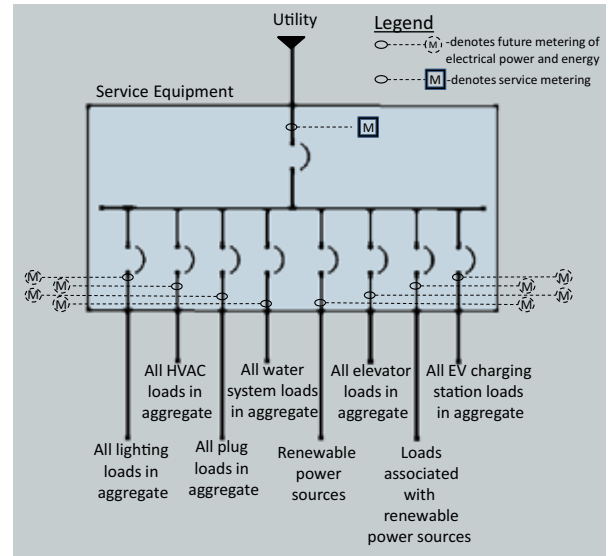 Utility
Legend
M -denotes future metering of
electrical power and energy
M -denotes service metering
Service Equipment
M
M
M
M
M
M
M
M
M
All HVAC
loads in
aggregate
All water
system loads
in aggregate
All elevator
loads in
aggregate
All EV charging
station loads
in aggregate
All lighting
loads in
aggregate
All plug
loads in
aggregate
Renewable
power
sources
Loads
associated
with
renewable
power sources